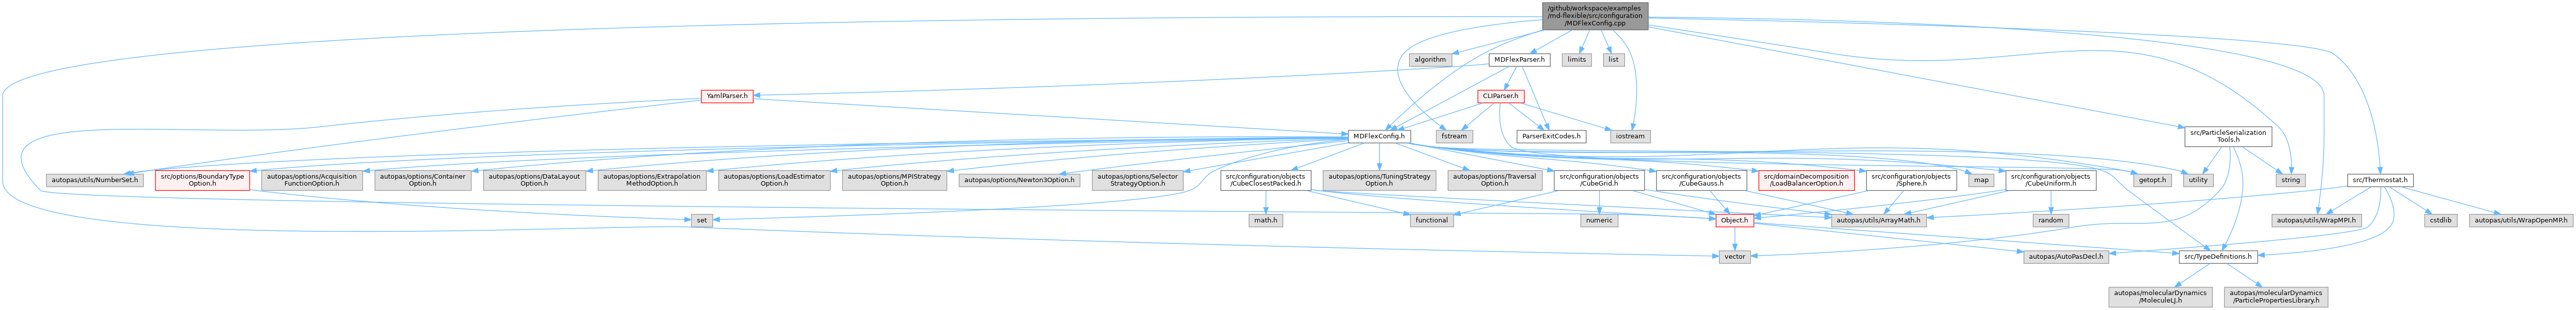 /github/workspace/examples
/md-flexible/src/configuration
/MDFlexConfig.cpp
algorithm
MDFlexParser.h
limits
list
YamlParser.h
CLIParser.h
MDFlexConfig.h
fstream
ParserExitCodes.h
iostream
src/ParticleSerialization
Tools.h
autopas/utils/NumberSet.h
src/options/BoundaryType
Option.h
autopas/options/Acquisition
FunctionOption.h
autopas/options/Container
Option.h
autopas/options/DataLayout
Option.h
autopas/options/Extrapolation
MethodOption.h
autopas/options/LoadEstimator
Option.h
autopas/options/MPIStrategy
Option.h
autopas/options/Newton3Option.h
autopas/options/Selector
StrategyOption.h
src/configuration/objects
/CubeClosestPacked.h
autopas/options/TuningStrategy
Option.h
autopas/options/Traversal
Option.h
src/configuration/objects
/CubeGrid.h
src/configuration/objects
/CubeGauss.h
src/domainDecomposition
/LoadBalancerOption.h
src/configuration/objects
/Sphere.h
map
src/configuration/objects
/CubeUniform.h
getopt.h
utility
string
src/Thermostat.h
set
math.h
functional
numeric
Object.h
autopas/utils/ArrayMath.h
random
autopas/utils/WrapMPI.h
cstdlib
autopas/utils/WrapOpenMP.h
vector
autopas/AutoPasDecl.h
src/TypeDefinitions.h
autopas/molecularDynamics
/MoleculeLJ.h
autopas/molecularDynamics
/ParticlePropertiesLibrary.h